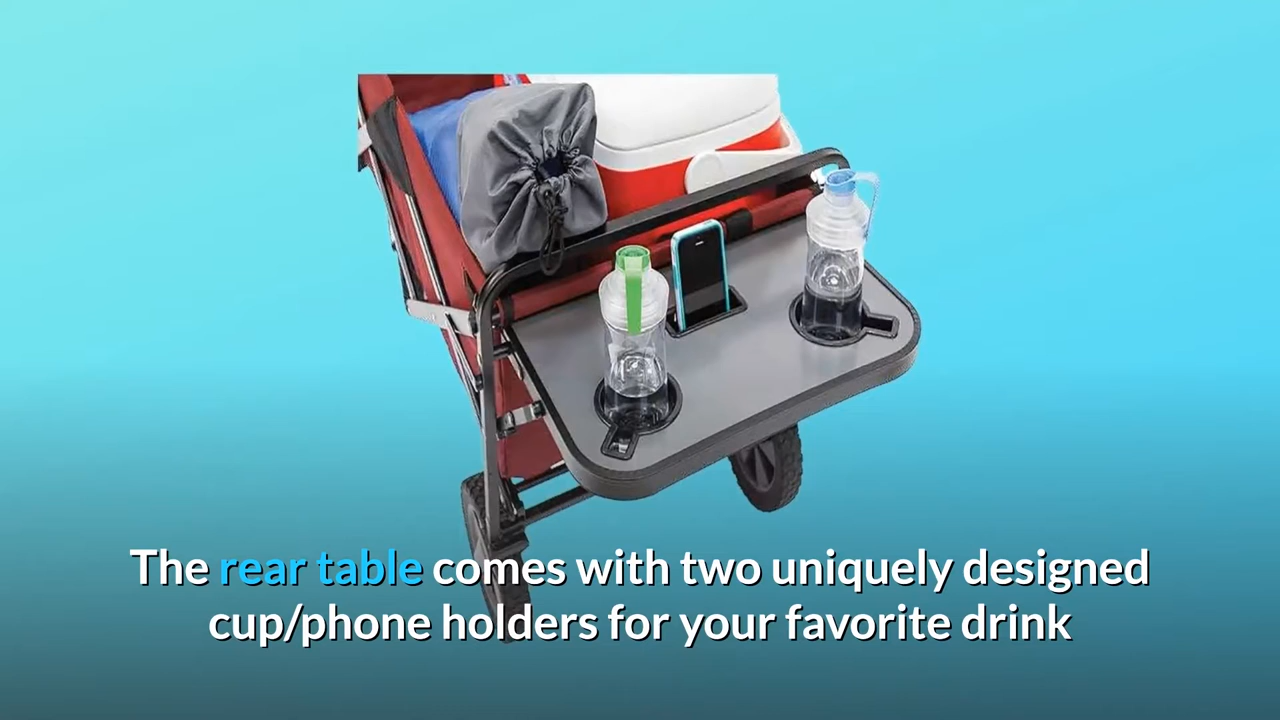 The rear table comes with two uniquely designed
cup/phone holders for your favorite drink